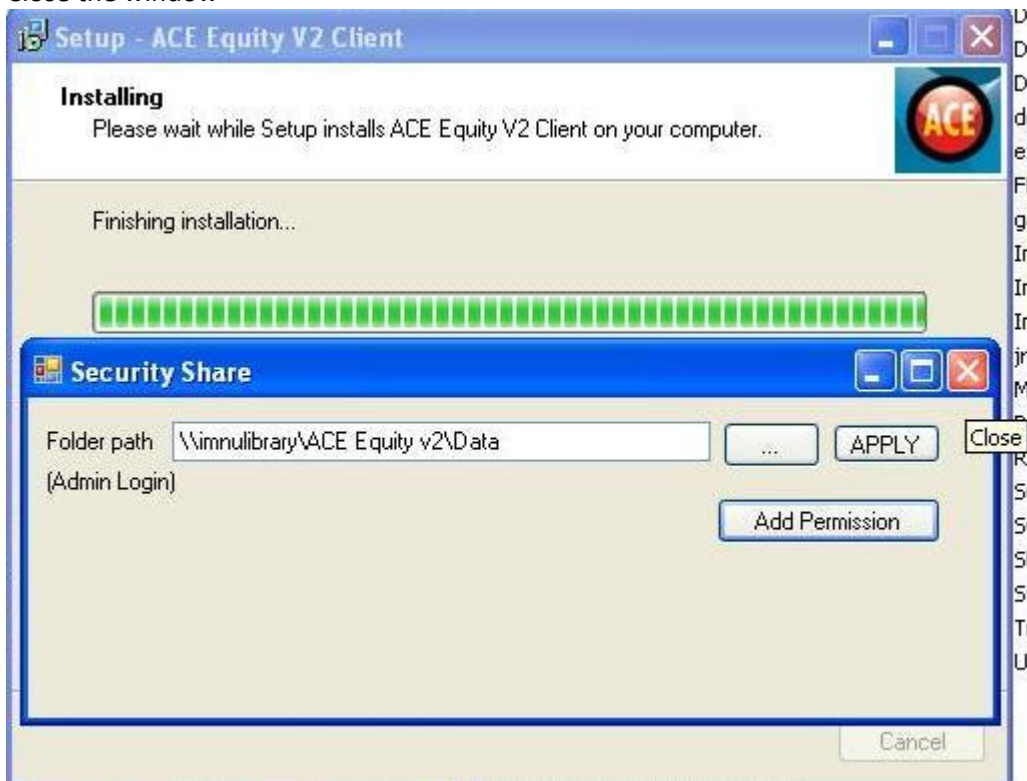 Setup - ACE Equity V2 Client
Installing
Please wait while Setup installs ACE Equity V2 Client on your computer.
ACE
Finishing installation...
Security Share
Folder path \\imnulibrary\ACE Equity v2\Data ... APPLY
Close
(Admin Login)
Add Permission
Cancel